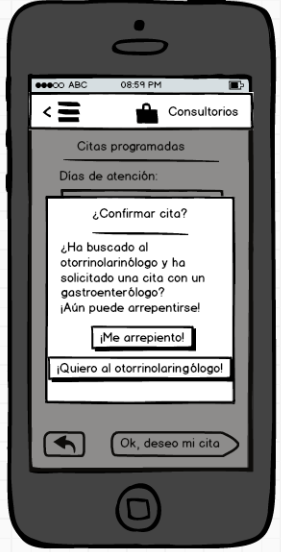 ABC 08:59 PM
Consultorios
Citas programadas
Días de atención:
¿Confirmar cita?
¿Ha buscado al
otorrinolarinólogo y ha
solicitado una cita con un
gastroenterólogo?
¡Aún puede arrepentirse!
¡Me arrepiento!
¡Quiero al otorrinolaringólogo!
Ok, deseo mi cita